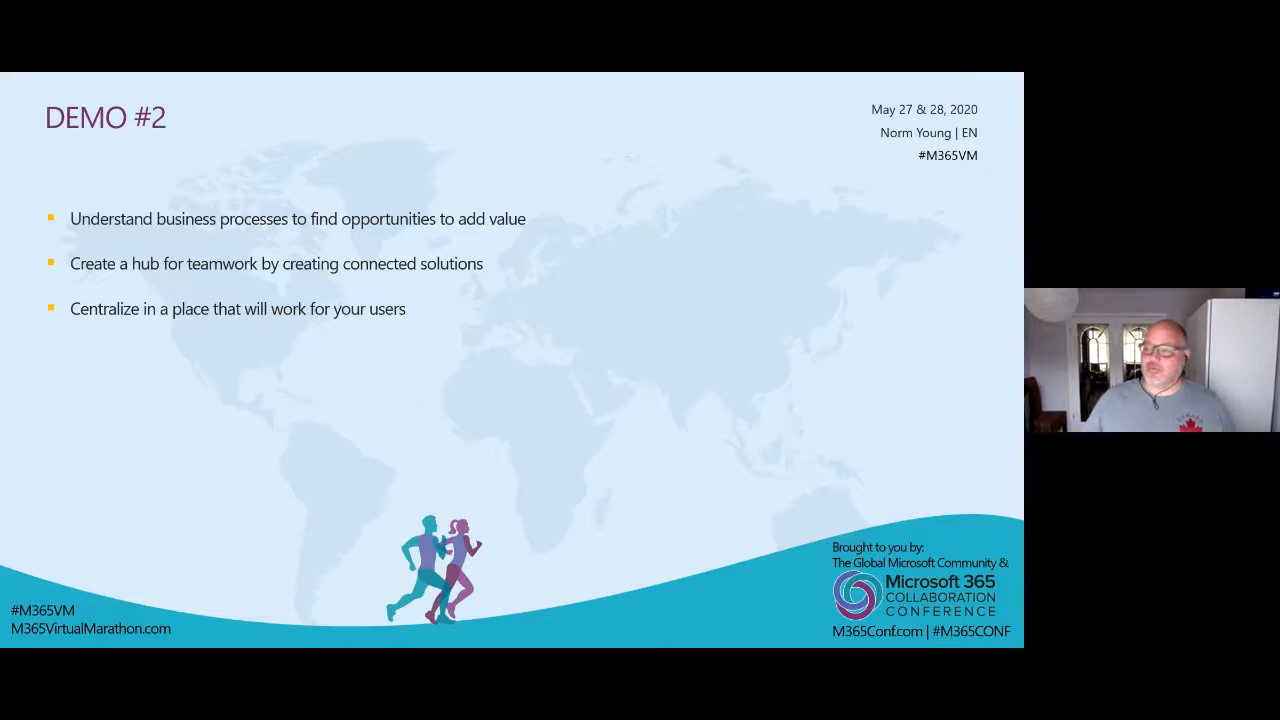 DEMO #2
May 27 & 28, 2020
Norm Young | EN
#M365VM
Understand business processes to find opportunities to add value
Create a hub for teamwork by creating connected solutions
Centralize in a place that will work for your users
#M365VM
M365VirtualMarathon.com
Brought to you by:
The Global Microsoft Community &
Microsoft 365
COLLABORATION
CONFERENCE
M365Conf.com | #M365CONF